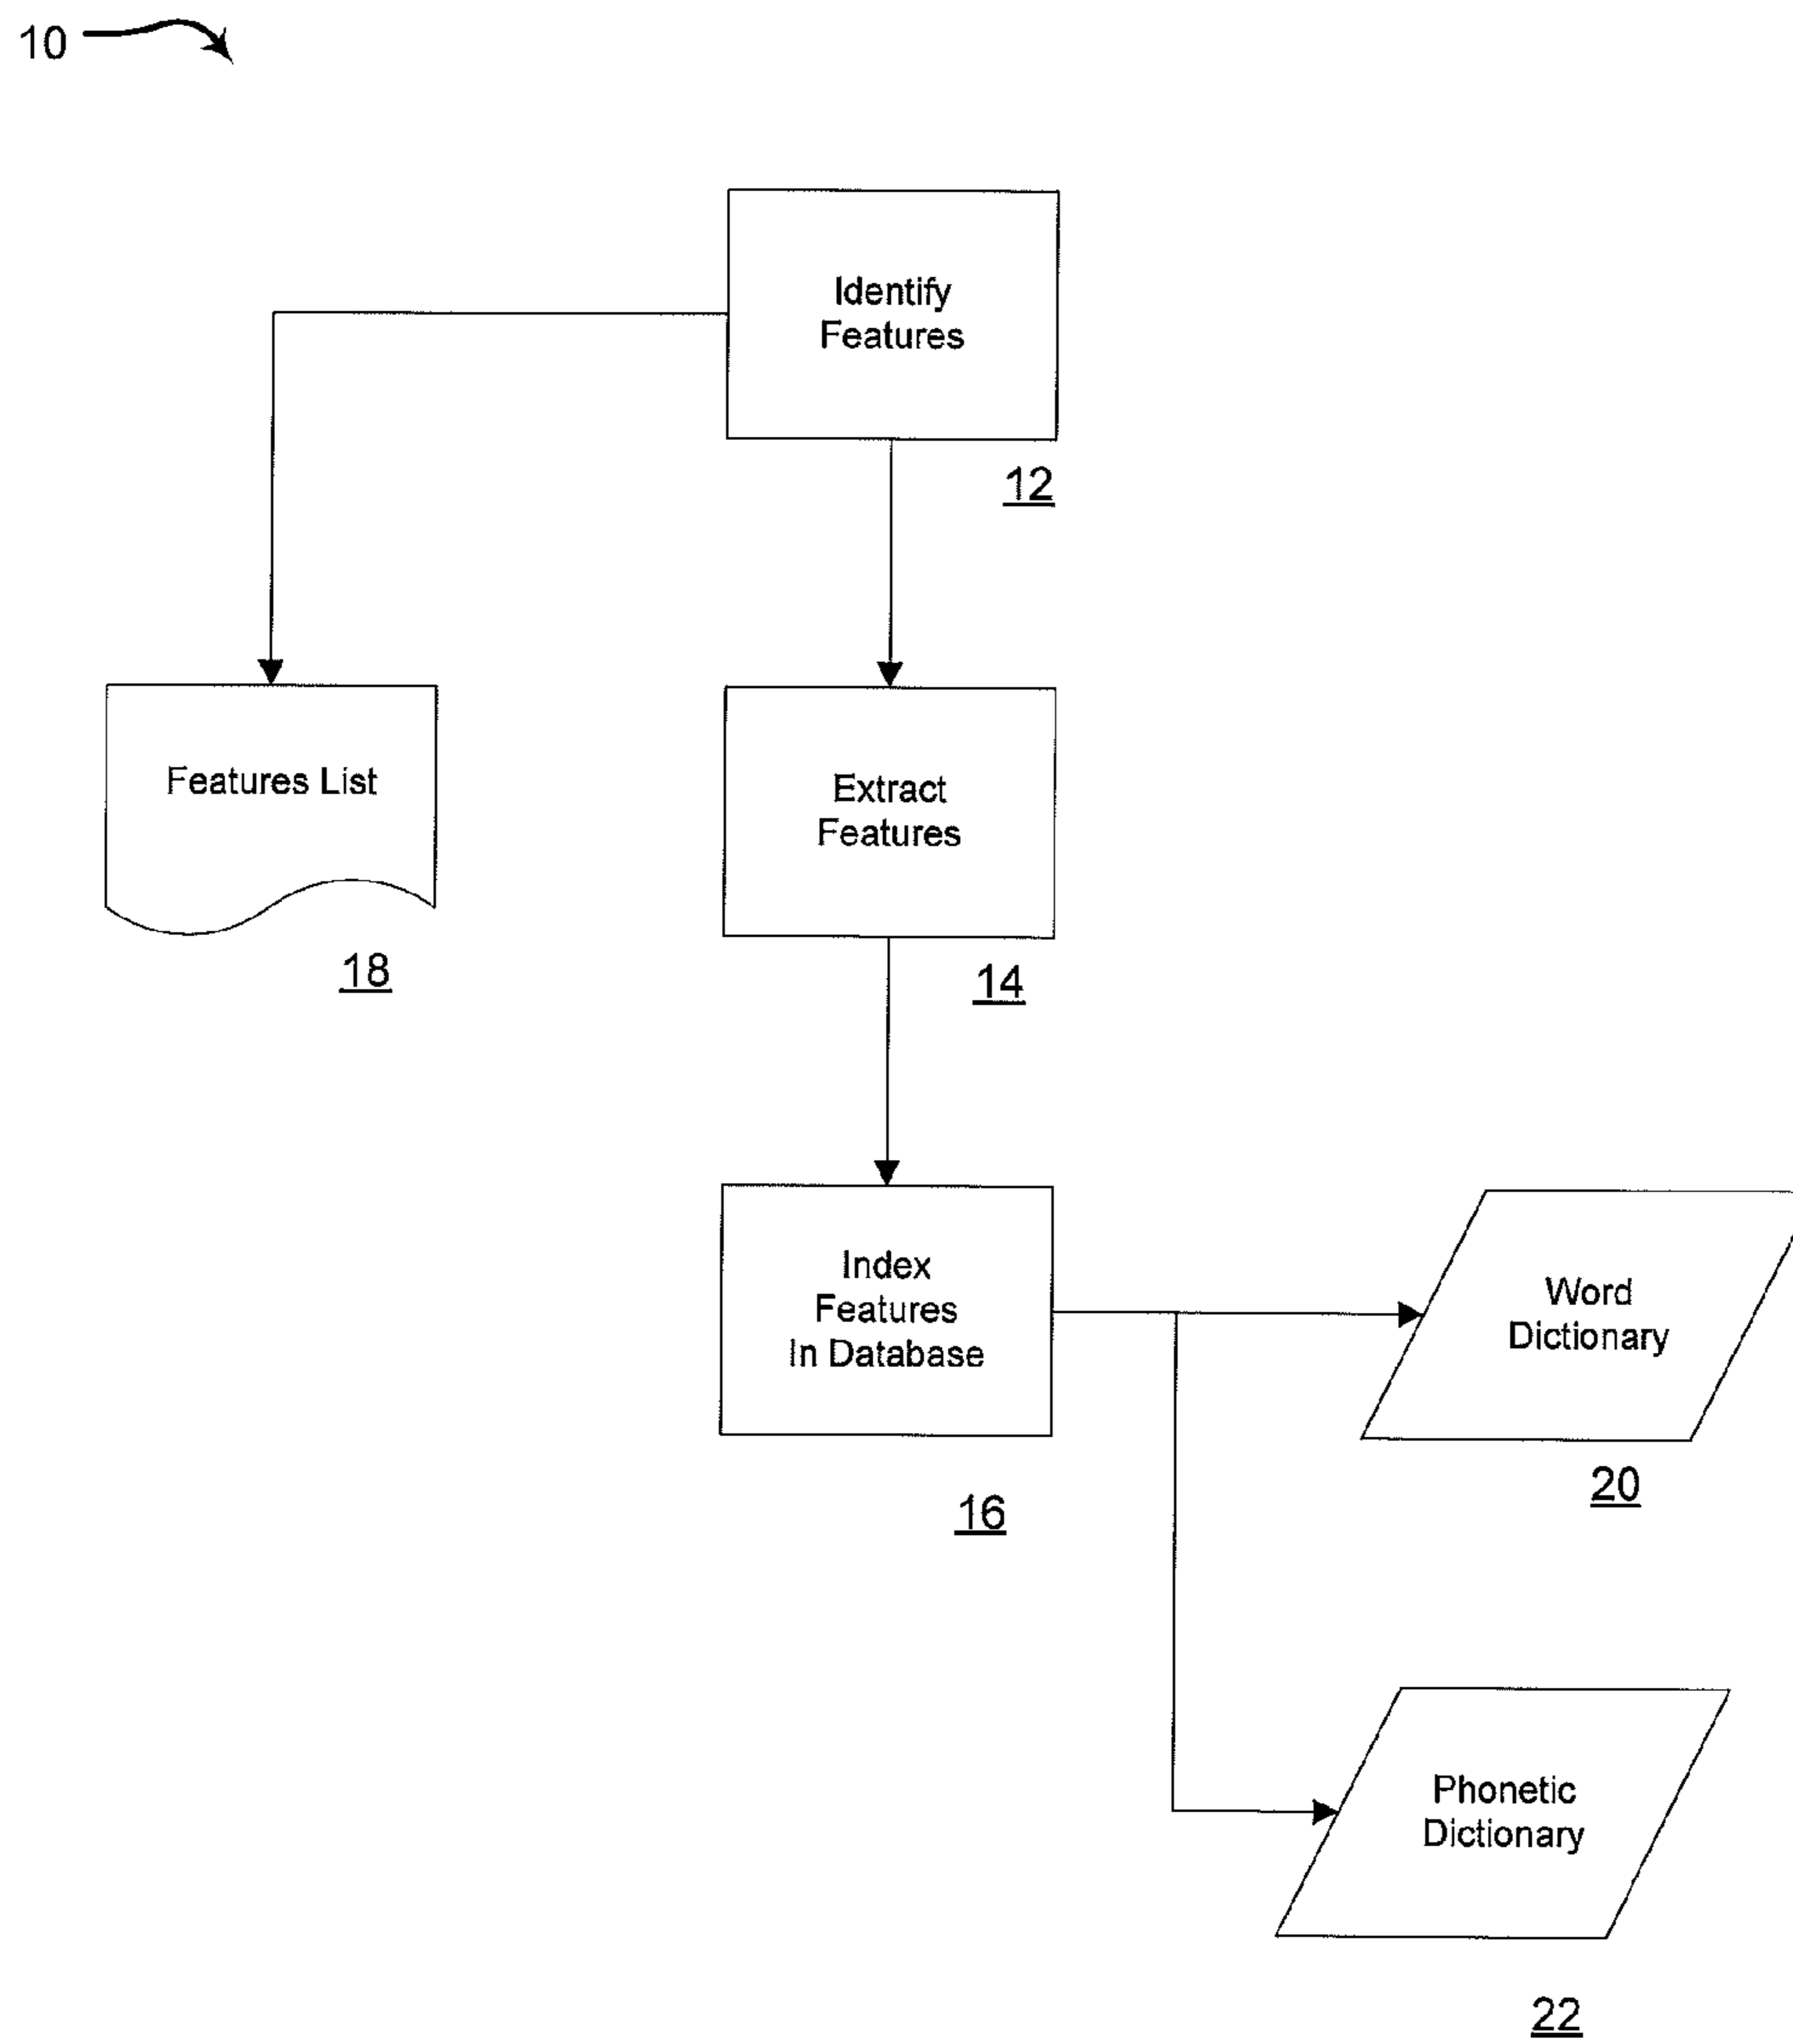 10
Identify
Features
12
Features List
18
Extract
Features
14
Index
Features
In Database
16
Word
Dictionary
20
Phonetic
Dictionary
22